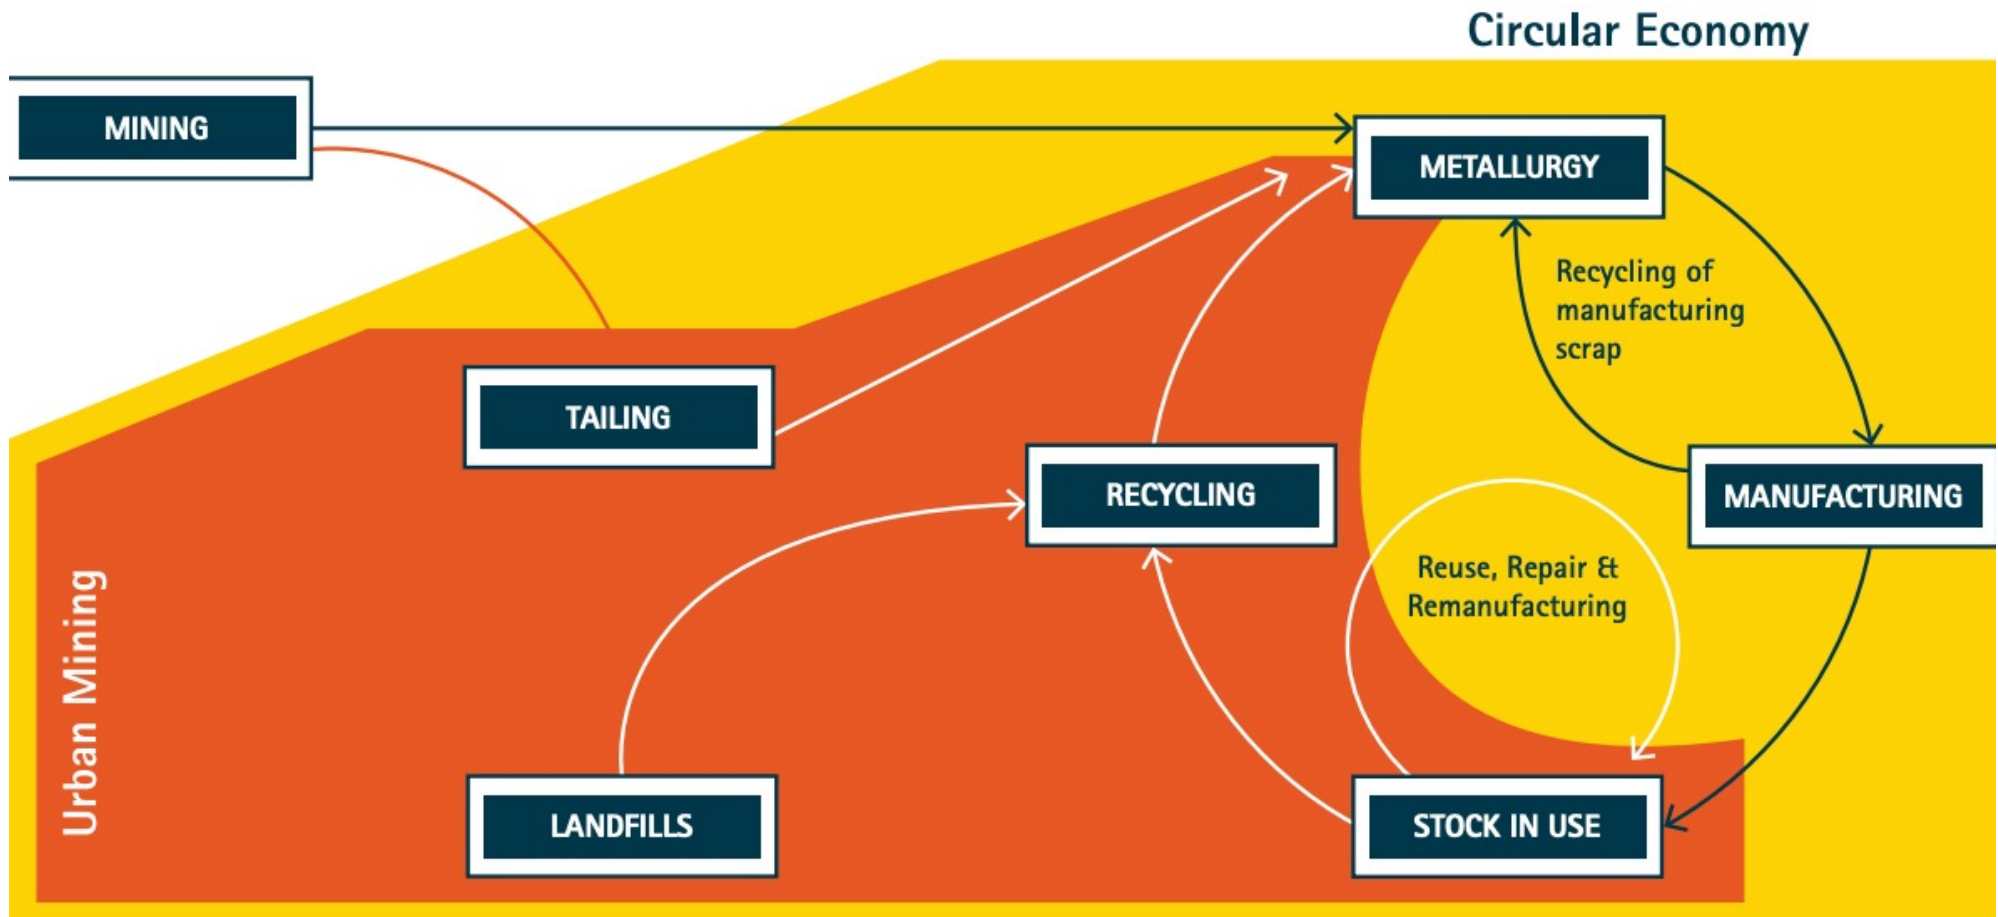 Circular Economy
MINING
METALLURGY
Recycling of
manufacturing
scrap
TAILING
RECYCLING
MANUFACTURING
Reuse, Repair &
Remanufacturing
Urban Mining
LANDFILLS
STOCK IN USE